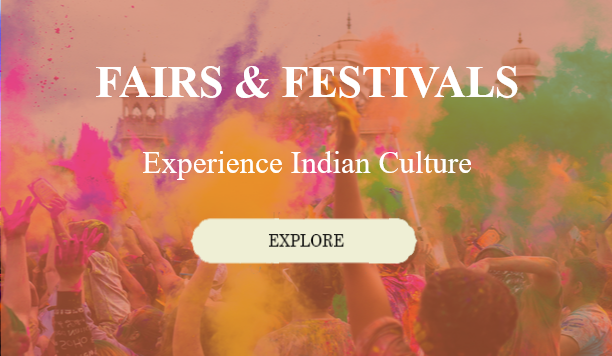 FAIRS & FESTIVALS
Experience Indian Culture
EXPLORE